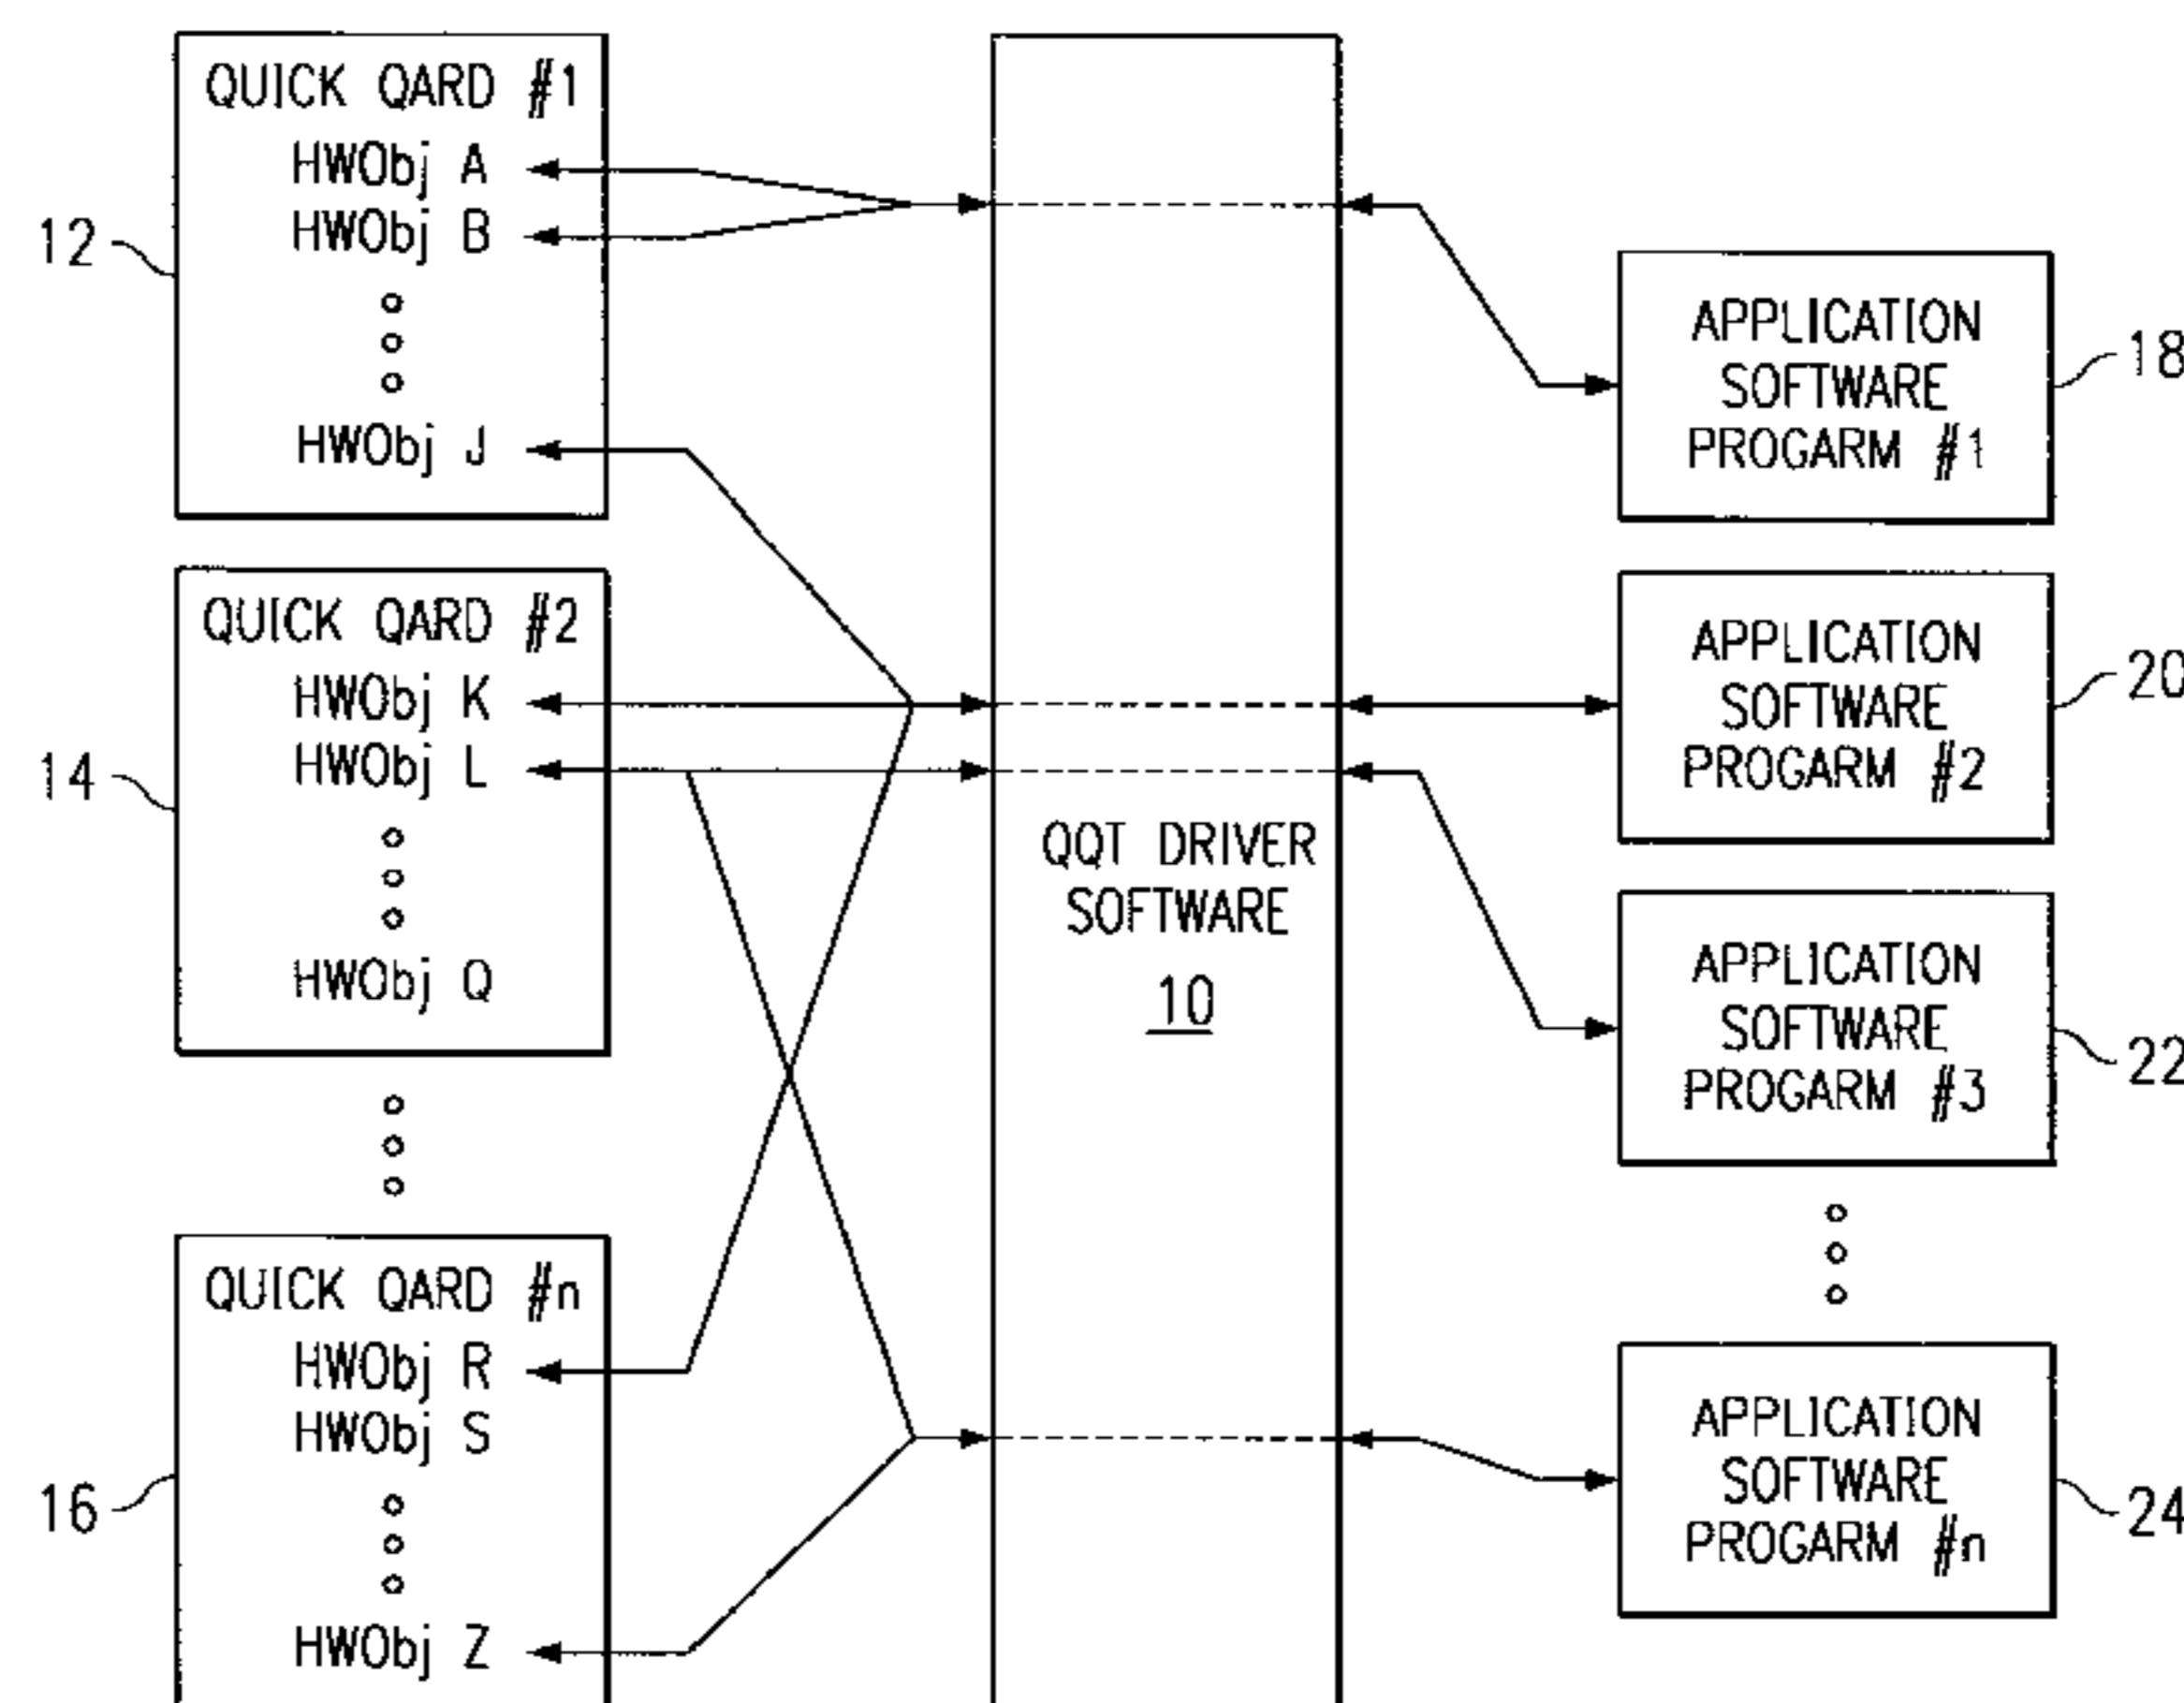 QUICK QARD #1
HWObj A
HWObj B
HWObj J
12
QUICK QARD #2
HWObj K
HWObj L
HWObj Q
14
QUICK QARD #n
HWObj R
HWObj S
HWObj Z
16
QQT DRIVER
SOFTWARE
10
APPLICATION
SOFTWARE
PROGARM #1
18
APPLICATION
SOFTWARE
PROGARM #2
20
APPLICATION
SOFTWARE
PROGARM #3
22
APPLICATION
SOFTWARE
PROGARM #n
24